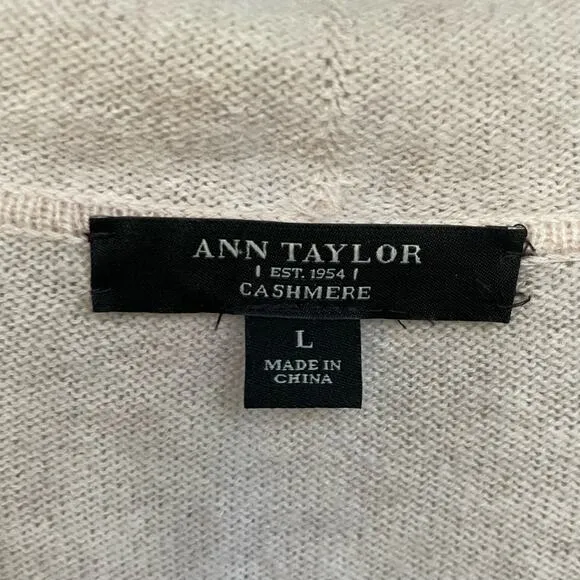 ANN TAYLOR
EST. 1954
CASHMERE
L
MADE IN
CHINA